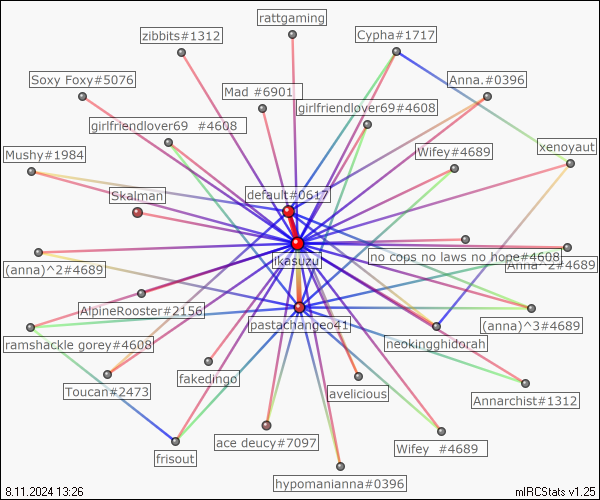 rattgaming
zibbits#1312
Cypha#1717
Soxy Foxy#5076
Mad #6901
Anna.#0396
girlfriendlover69#4608
girlfriendlover69 #4608
xenoyaut
Mushy#1984
Wifey#4689
default#0617
Skalman
no cops no laws no hope#4608
ikasuzu
(anna)^2#4689
Anna^2#4689
AlpineRooster#2156
pastachangeo41
(anna)^3#4689
ramshackle gorey#4608
neokingghidorah
fakedingo
Toucan#2473
avelicious
Annarchist#1312
ace deucy#7097
Wifey #4689
frisout
hypomanianna#0396
8.11.2024 13:26
mIRCStats v1.25